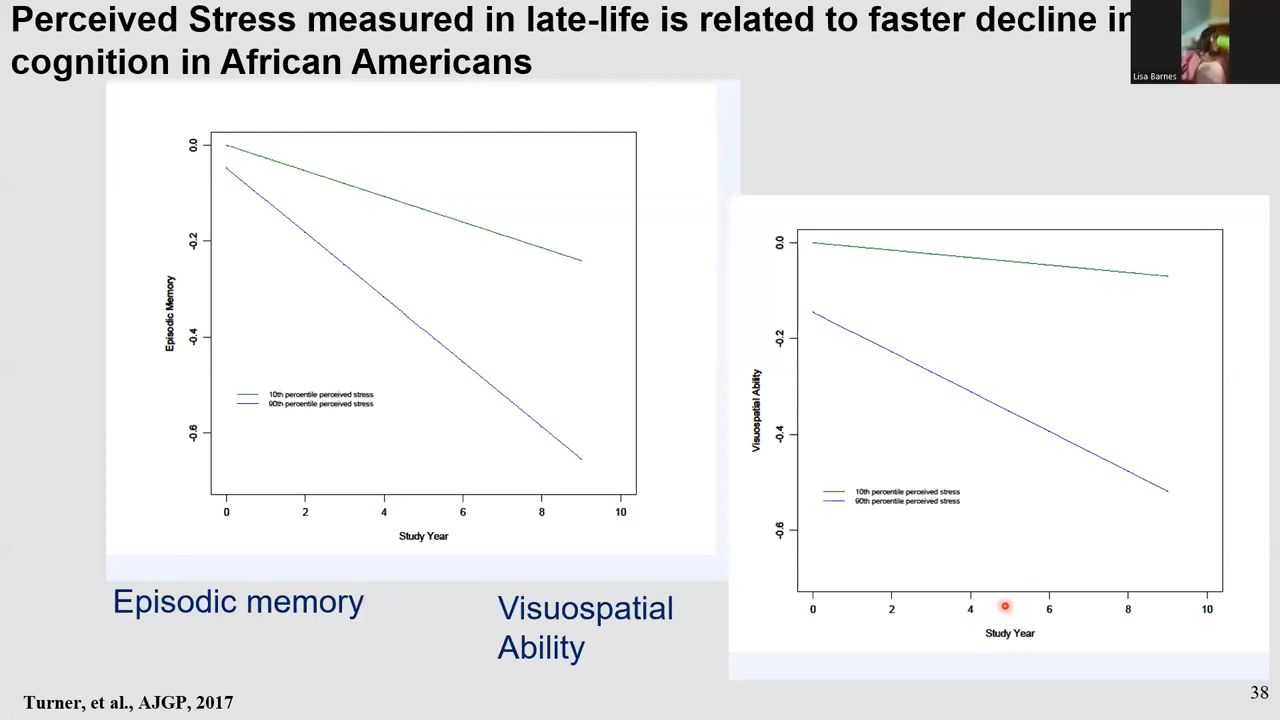 Perceived Stress measured in late-life is related to faster decline in
cognition in African Americans
Lisa Barnes
0.0
-0.2
-0.4
-0.6
Episodic Memory
10th percentile perceived stress
90th percentile perceived stress
0 2 4 6 8 10
Study Year
0.0
-0.2
-0.4
-0.6
Visuospatial Ability
10th percentile perceived stress
90th percentile perceived stress
0 2 4 6 8 10
Study Year
Episodic memory
Visuospatial
Ability
Turner, et al., AJGP, 2017
38